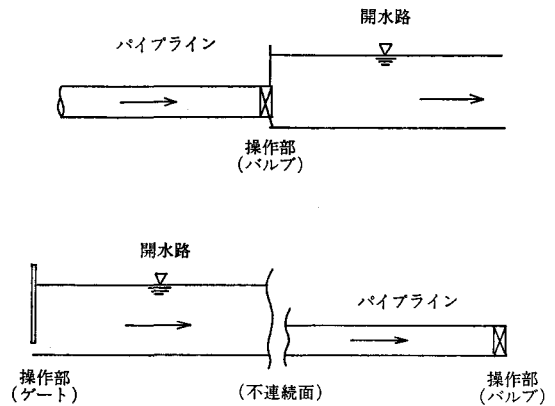 開水路
パイプライン
操作部
(バルブ)
開水路
パイプライン
操作部
(ゲート)
(不連続面)
操作部
(バルブ)